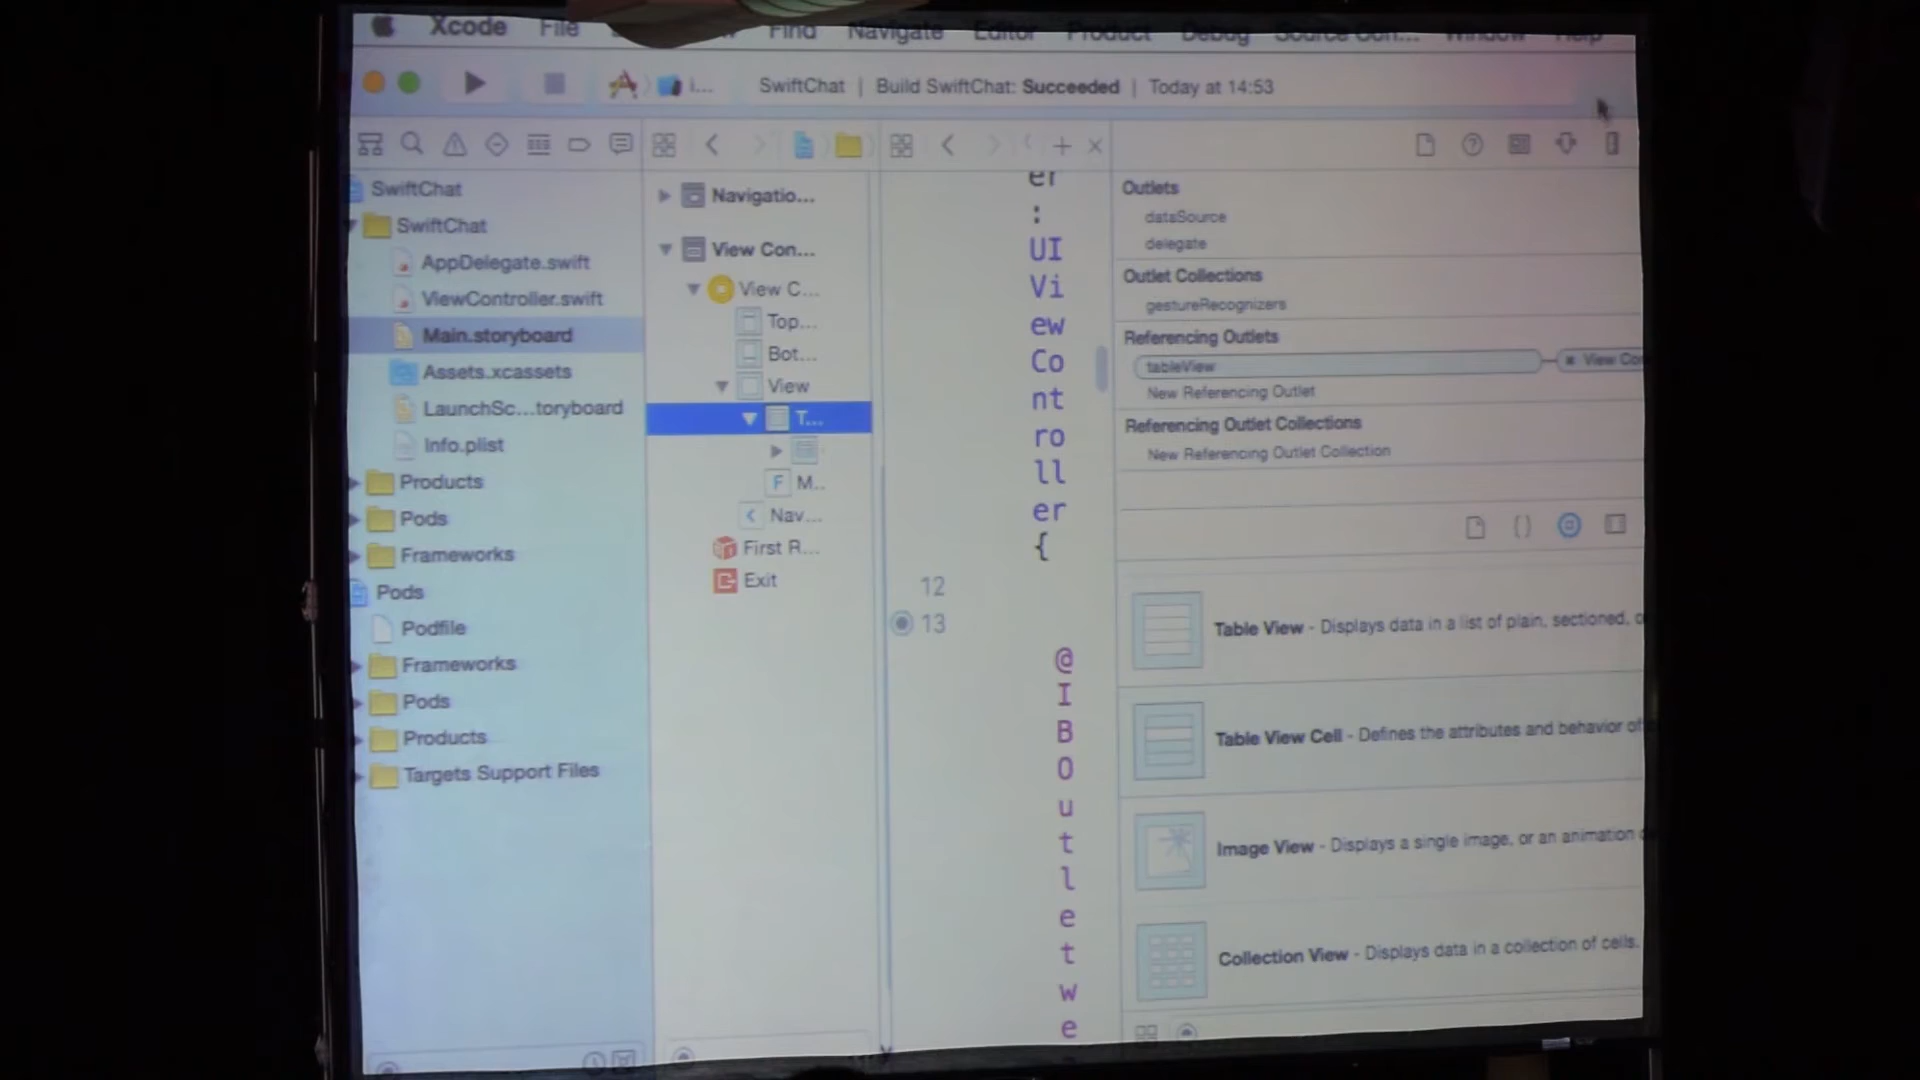 Xcode File Find Navigate Editor Product Debug Source Con... Window Help
i... SwiftChat | Build SwiftChat: Succeeded | Today at 14:53
SwiftChat
SwiftChat
AppDelegate.swift
ViewController.swift
Main.storyboard
Assets.xcassets
LaunchSc...toryboard
Info.plist
Products
Pods
Frameworks
Pods
Podfile
Frameworks
Pods
Products
Targets Support Files
Navigatio...
View Con...
View C...
Top...
Bot...
View
T...
F M..
Nav...
First R...
Exit
er
:
UI
Vi
ew
Co
nt
ro
ll
er
{
12
13
@
I
B
O
u
t
l
e
t
w
e
Outlets
dataSource
delegate
Outlet Collections
gestureRecognizers
Referencing Outlets
tableView View Con
New Referencing Outlet
Referencing Outlet Collections
New Referencing Outlet Collection
Table View - Displays data in a list of plain, sectioned, o
Table View Cell - Defines the attributes and behavior of
Image View - Displays a single image, or an animation
Collection View - Displays data in a collection of cells.